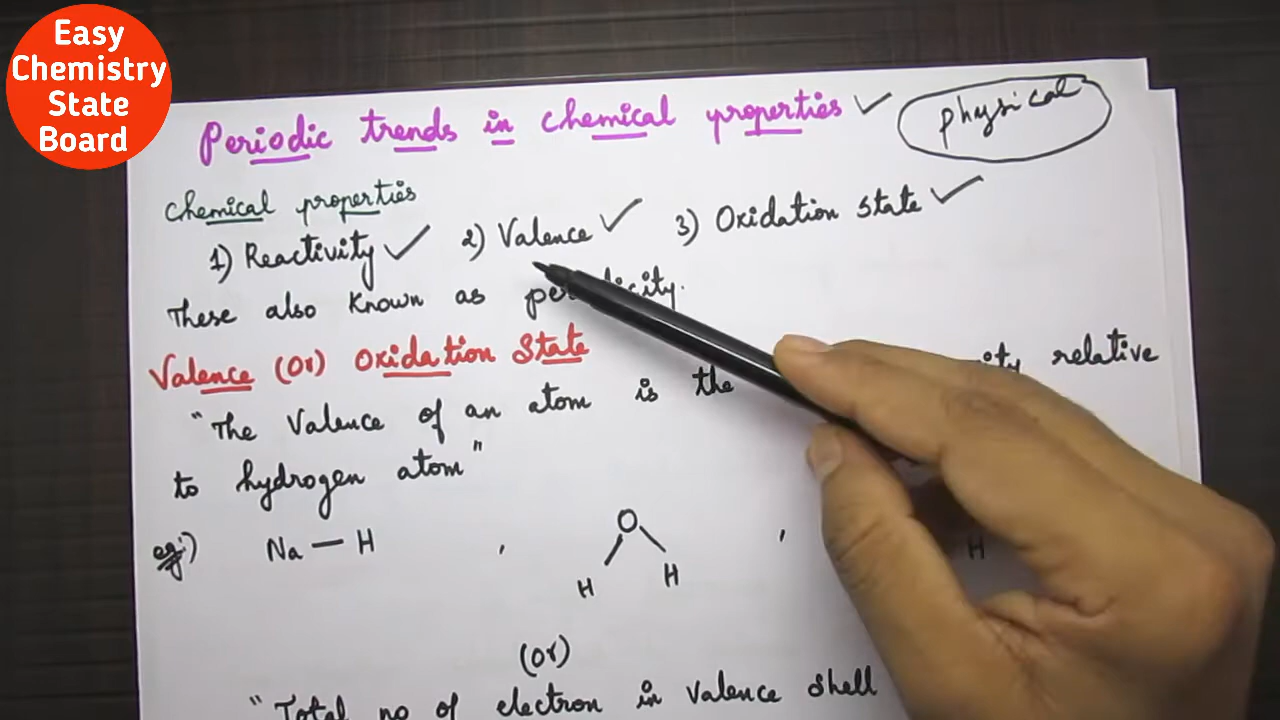 Easy
Chemistry
State
Board
Periodic trends in chemical properties
physical
chemical properties
1) Reactivity 2) Valence 3) Oxidation state
These also known as
Valence (Or) Oxidation State
"The Valence of an atom is the relative
to hydrogen atom"
eg:) Na — H , O ,
H H H
(Or)
"Total no of electron in valence shell